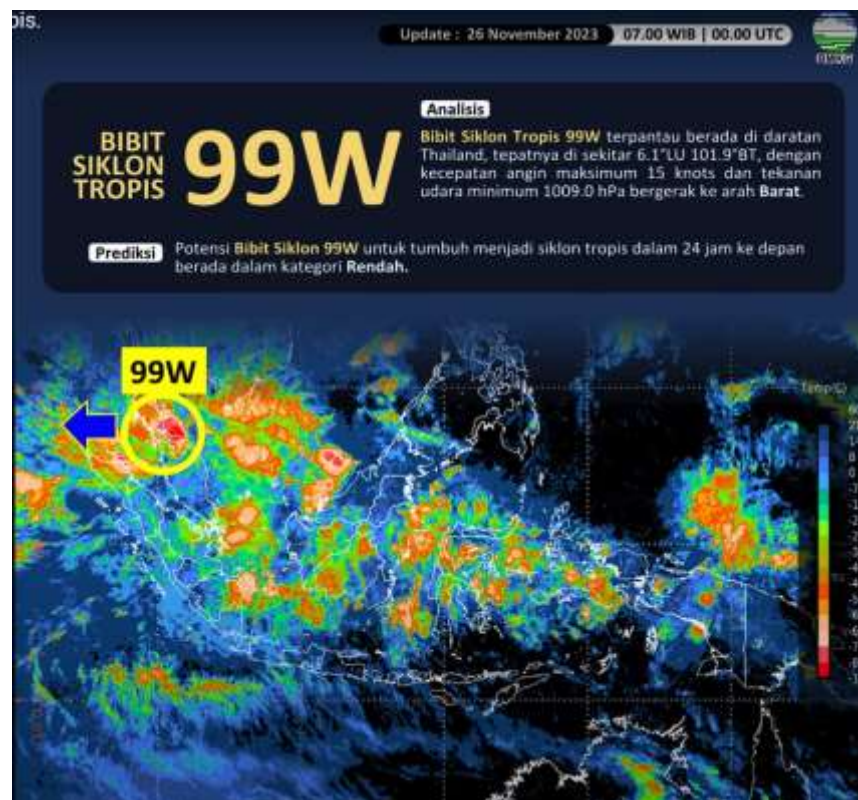 pis.
Update : 26 November 2023 07.00 WIB | 00.00 UTC
BMKG
Analisis
BIBIT
SIKLON
TROPIS
99W
Bibit Siklon Tropis 99W terpantau berada di daratan
Thailand, tepatnya di sekitar 6.1°LU 101.9°BT, dengan
kecepatan angin maksimum 15 knots dan tekanan
udara minimum 1009.0 hPa bergerak ke arah Barat.
Prediksi
Potensi Bibit Siklon 99W untuk tumbuh menjadi siklon tropis dalam 24 jam ke depan
berada dalam kategori Rendah.
99W